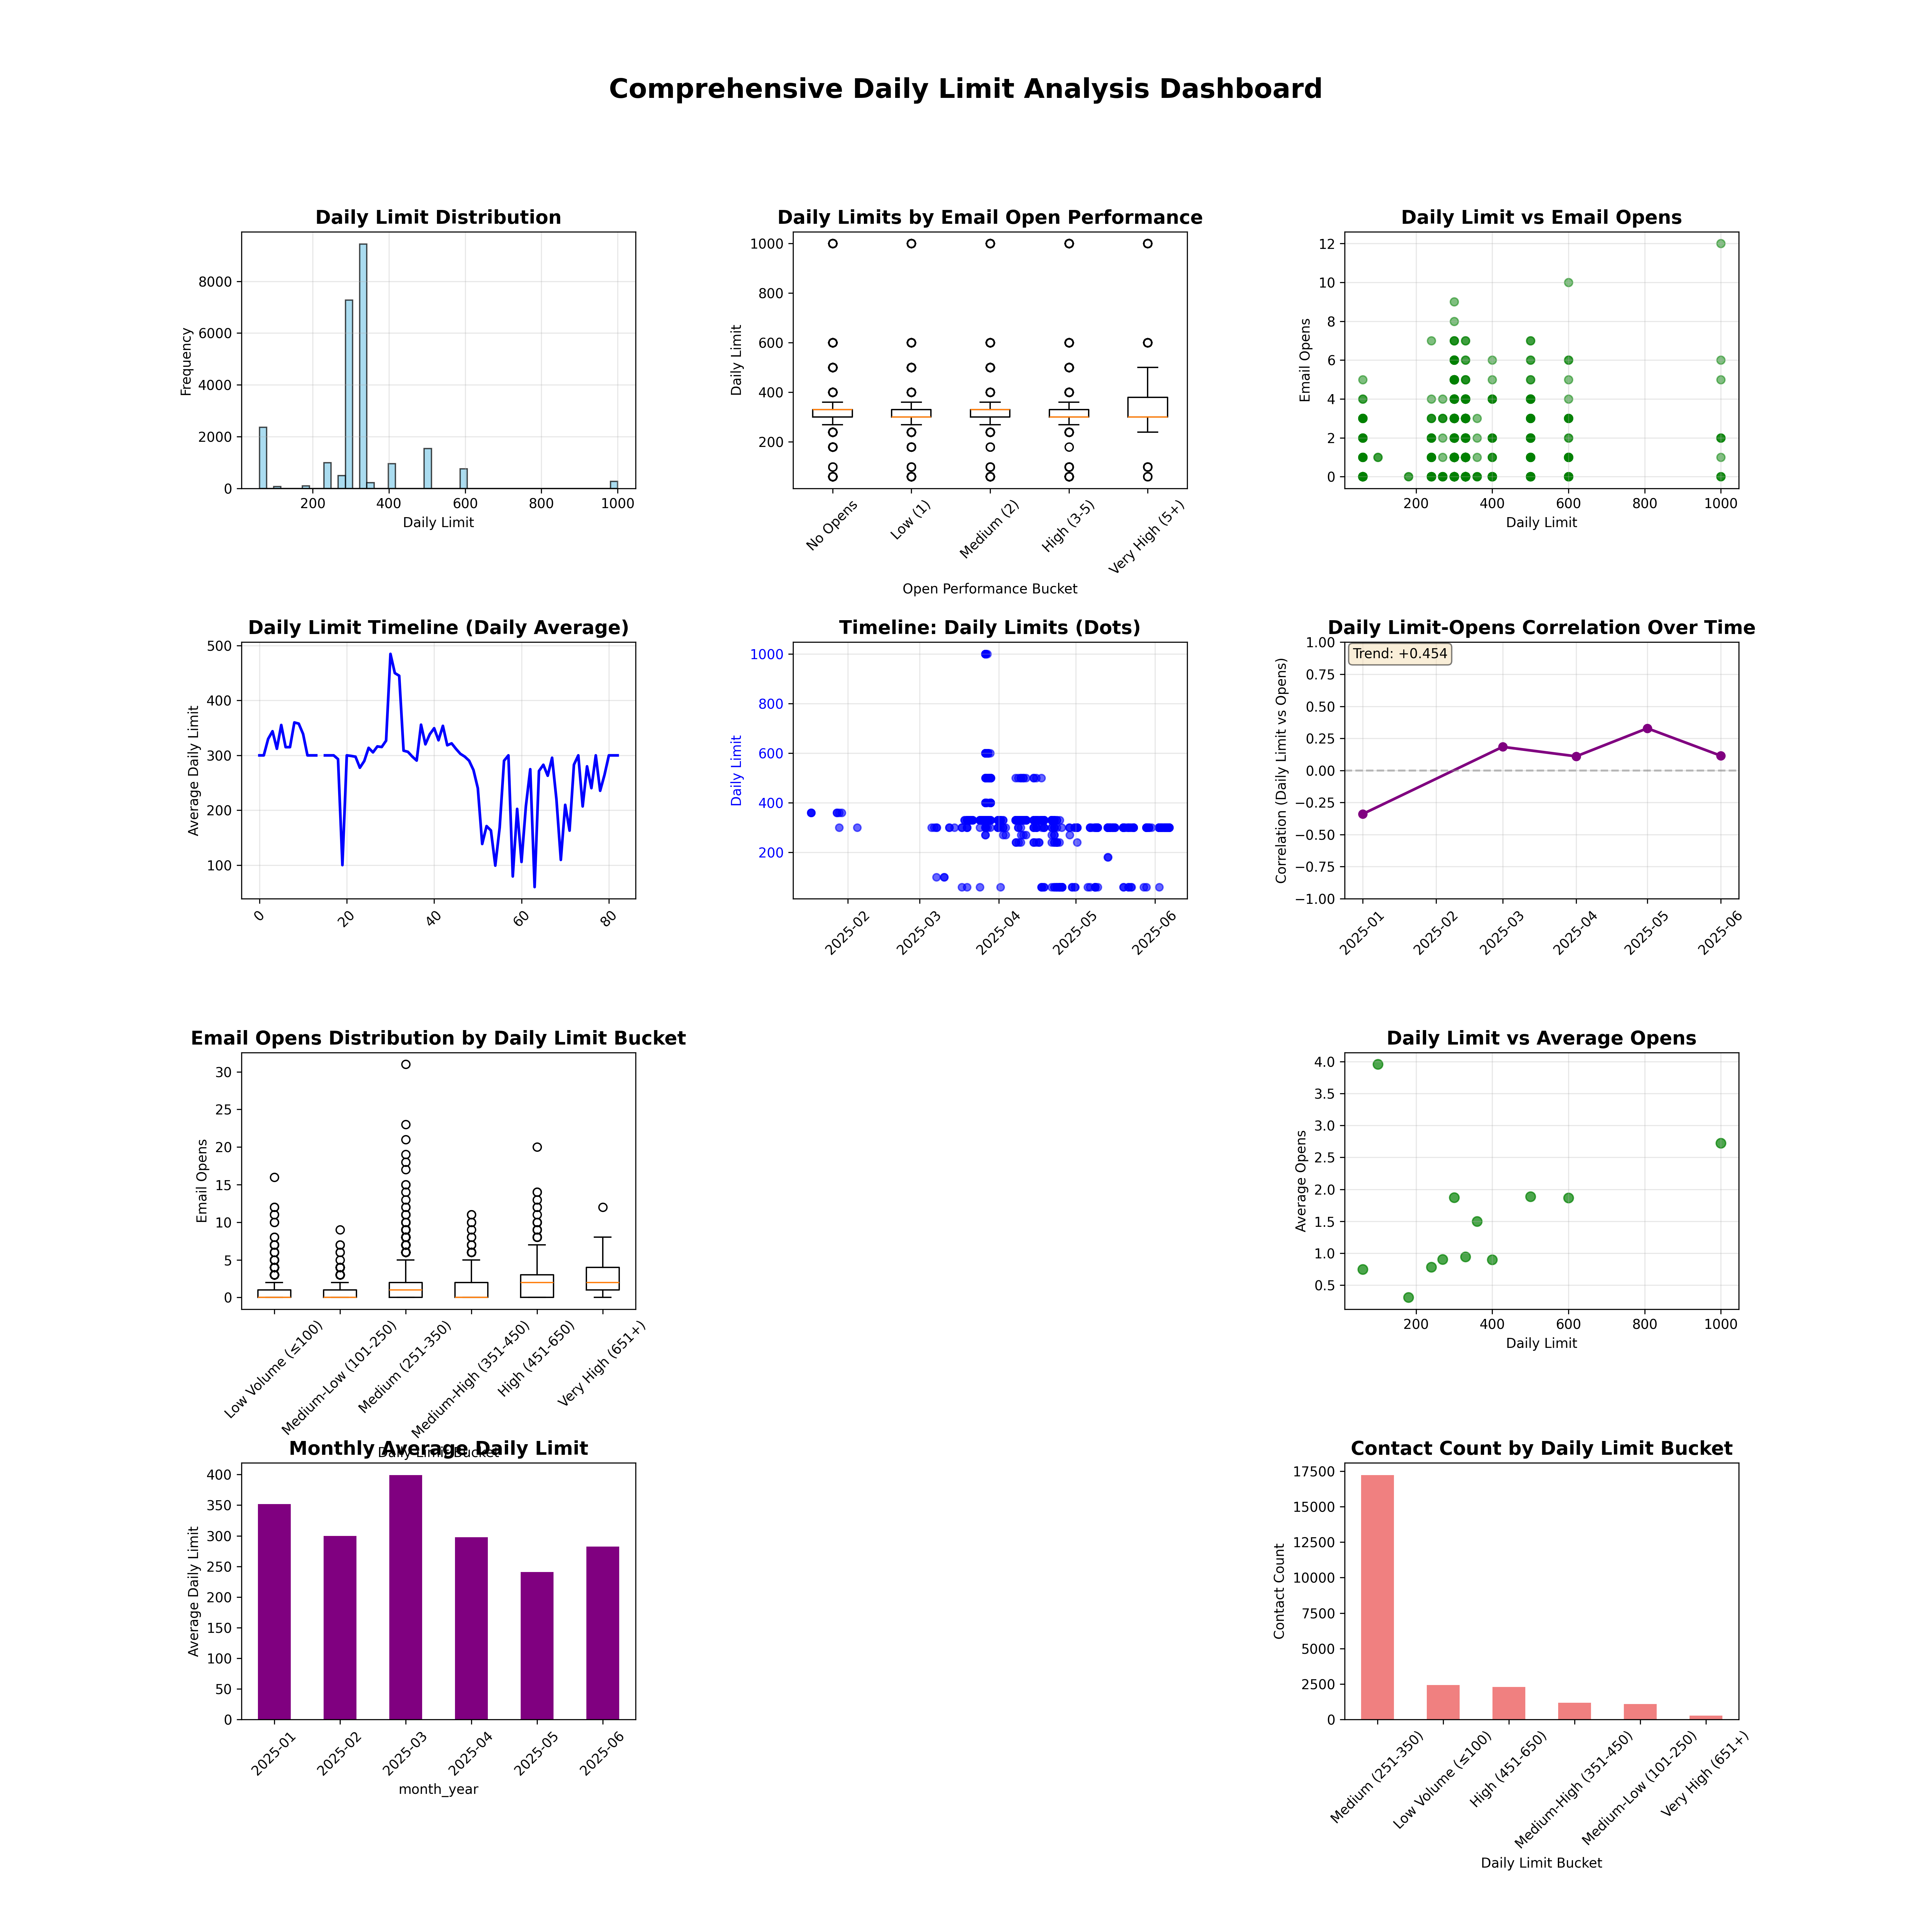 Comprehensive Daily Limit Analysis Dashboard
Daily Limit Distribution
Frequency
8000
6000
4000
2000
0
200 400 600 800 1000
Daily Limit
Daily Limits by Email Open Performance
Daily Limit
1000
800
600
400
200
No Opens
Low (1)
Medium (2)
High (3-5)
Very High (5+)
Open Performance Bucket
Daily Limit vs Email Opens
Email Opens
12
10
8
6
4
2
0
200 400 600 800 1000
Daily Limit
Daily Limit Timeline (Daily Average)
Average Daily Limit
500
400
300
200
100
0 20 40 60 80
Timeline: Daily Limits (Dots)
Daily Limit
1000
800
600
400
200
2025-02
2025-03
2025-04
2025-05
2025-06
Daily Limit-Opens Correlation Over Time
Correlation (Daily Limit vs Opens)
Trend: +0.454
1.00
0.75
0.50
0.25
0.00
−0.25
−0.50
−0.75
−1.00
2025-01
2025-02
2025-03
2025-04
2025-05
2025-06
Email Opens Distribution by Daily Limit Bucket
Email Opens
30
25
20
15
10
5
0
Low Volume (≤100)
Medium-Low (101-250)
Medium (251-350)
Medium-High (351-450)
High (451-650)
Very High (651+)
Daily Limit Bucket
Daily Limit vs Average Opens
Average Opens
4.0
3.5
3.0
2.5
2.0
1.5
1.0
0.5
200 400 600 800 1000
Daily Limit
Monthly Average Daily Limit
Average Daily Limit
400
350
300
250
200
150
100
50
0
2025-01
2025-02
2025-03
2025-04
2025-05
2025-06
month_year
Contact Count by Daily Limit Bucket
Contact Count
17500
15000
12500
10000
7500
5000
2500
0
Medium (251-350)
Low Volume (≤100)
High (451-650)
Medium-High (351-450)
Medium-Low (101-250)
Very High (651+)
Daily Limit Bucket